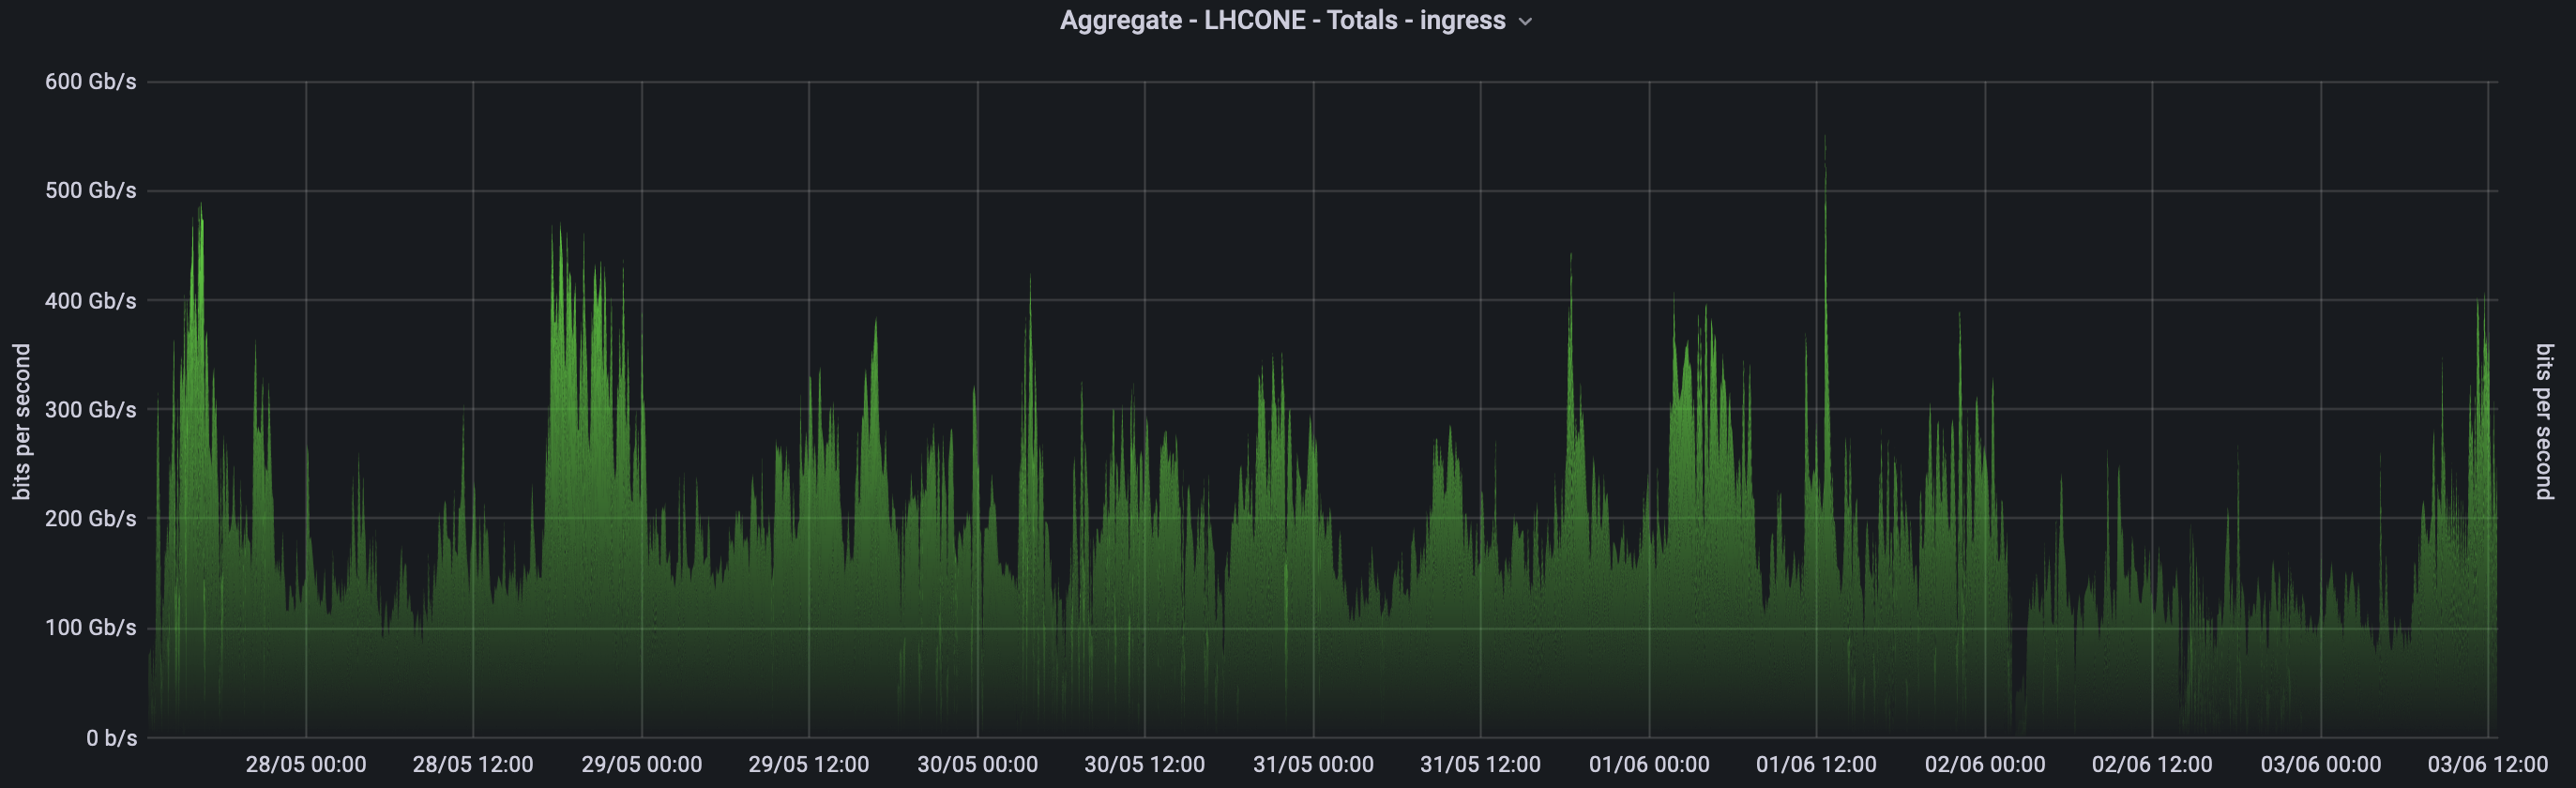 Aggregate - LHCONE - Totals - ingress
600 Gb/s
500 Gb/s
400 Gb/s
300 Gb/s
200 Gb/s
100 Gb/s
0 b/s
bits per second
bits per second
28/05 00:00
28/05 12:00
29/05 00:00
29/05 12:00
30/05 00:00
30/05 12:00
31/05 00:00
31/05 12:00
01/06 00:00
01/06 12:00
02/06 00:00
02/06 12:00
03/06 00:00
03/06 12:00